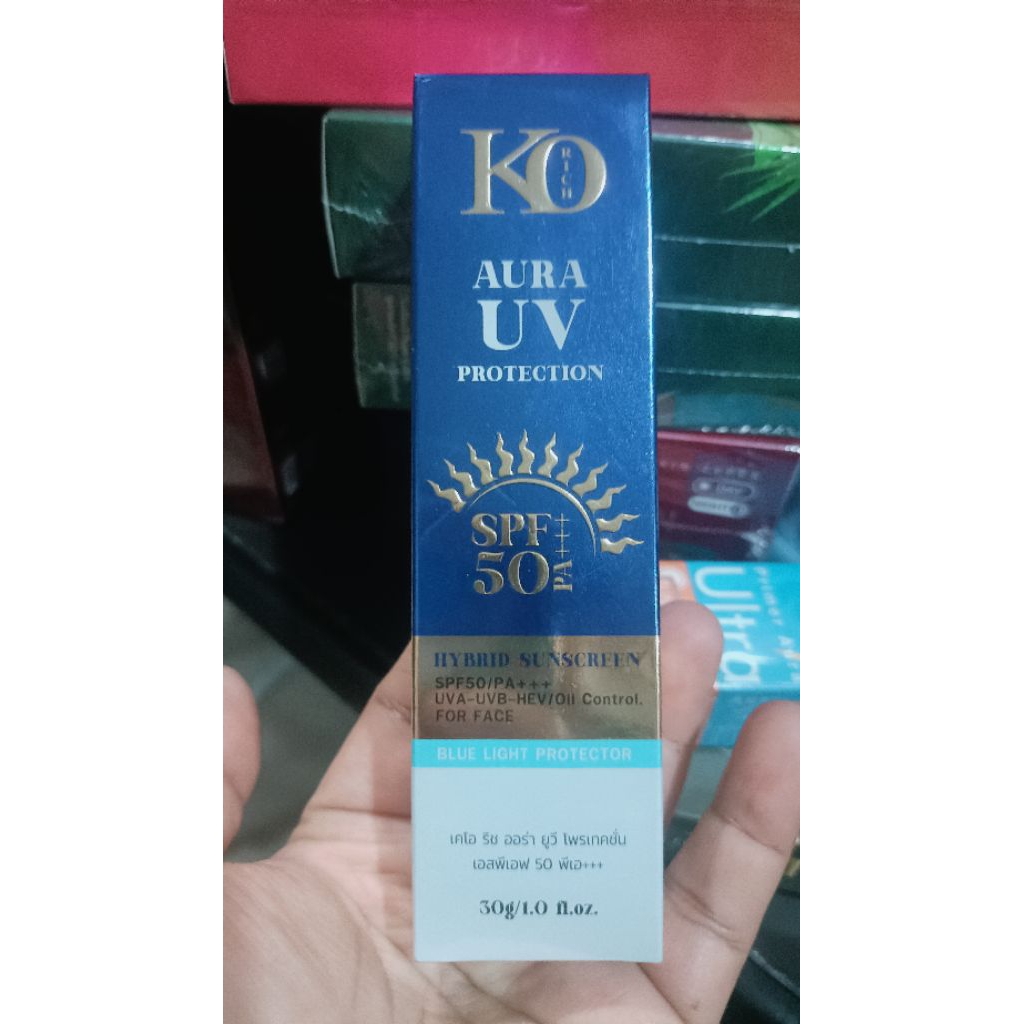 KO
RICH
AURA
UV
PROTECTION
SPF
50
PA+++
HYBRID SUNSCREEN
SPF50/PA+++
UVA-UVB-HEV/Oil Control.
FOR FACE
BLUE LIGHT PROTECTOR
เคโอ ริช ออร่า ยูวี โพรเทคชั่น
เอสพีเอฟ 50 พีเอ+++
30g/1.0 fl.oz.
Primer A
Ultra